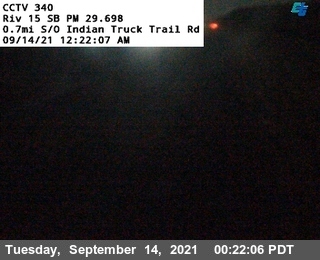 CCTV 340
Riv 15 SB PM 29.698
0.7mi S/O Indian Truck Trail Rd
09/14/21 12:22:07 AM
Tuesday, September 14, 2021 00:22:06 PDT